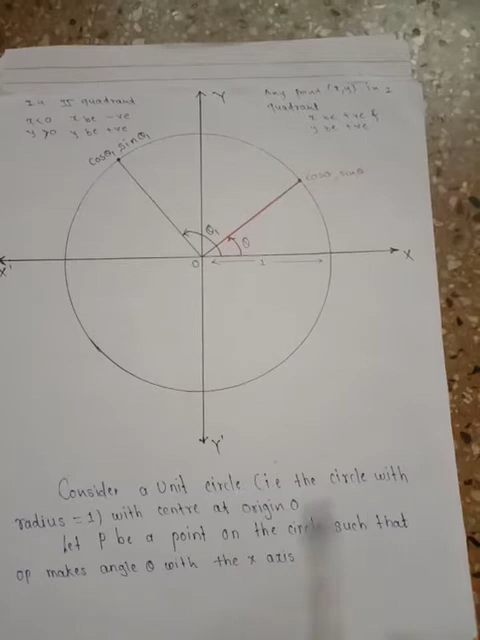 In II quadrant
x<0 x be -ve
y>0 y be +ve
Any point (x,y) in I
quadrant
x be +ve &
y be +ve
Y
cosθ₁, sinθ₁
cosθ, sinθ
θ₁
θ
X'
O
1
X
Y'
Consider a Unit circle (ie the circle with
radius = 1) with centre at origin O
Let P be a point on the circle such that
op makes angle θ with the x axis